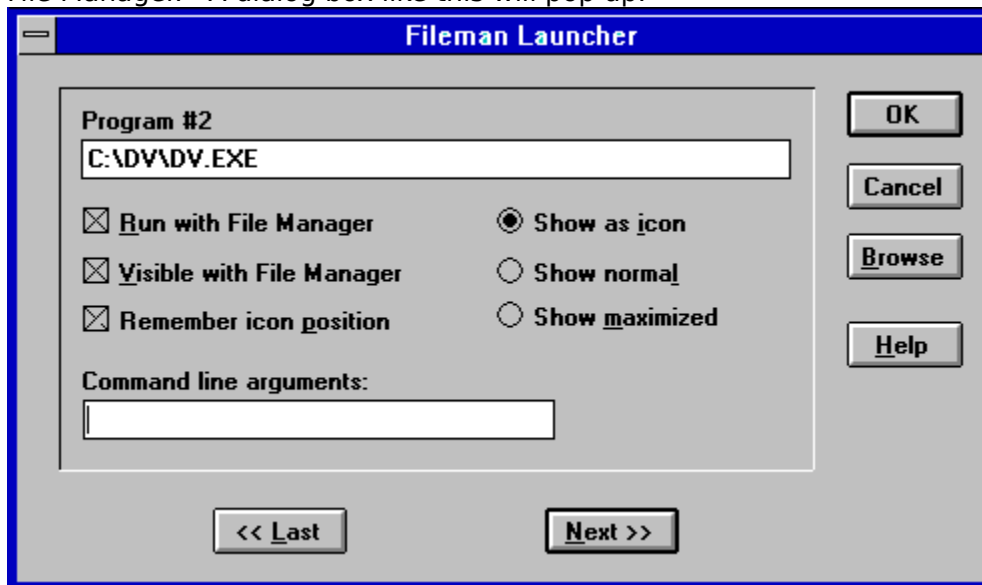 File Manager. A dialog box like this will pop up:
Fileman Launcher
Program #2
C:\DV\DV.EXE
Run with File Manager
Visible with File Manager
Remember icon position
Show as icon
Show normal
Show maximized
Command line arguments:
OK
Cancel
Browse
Help
<< Last
Next >>